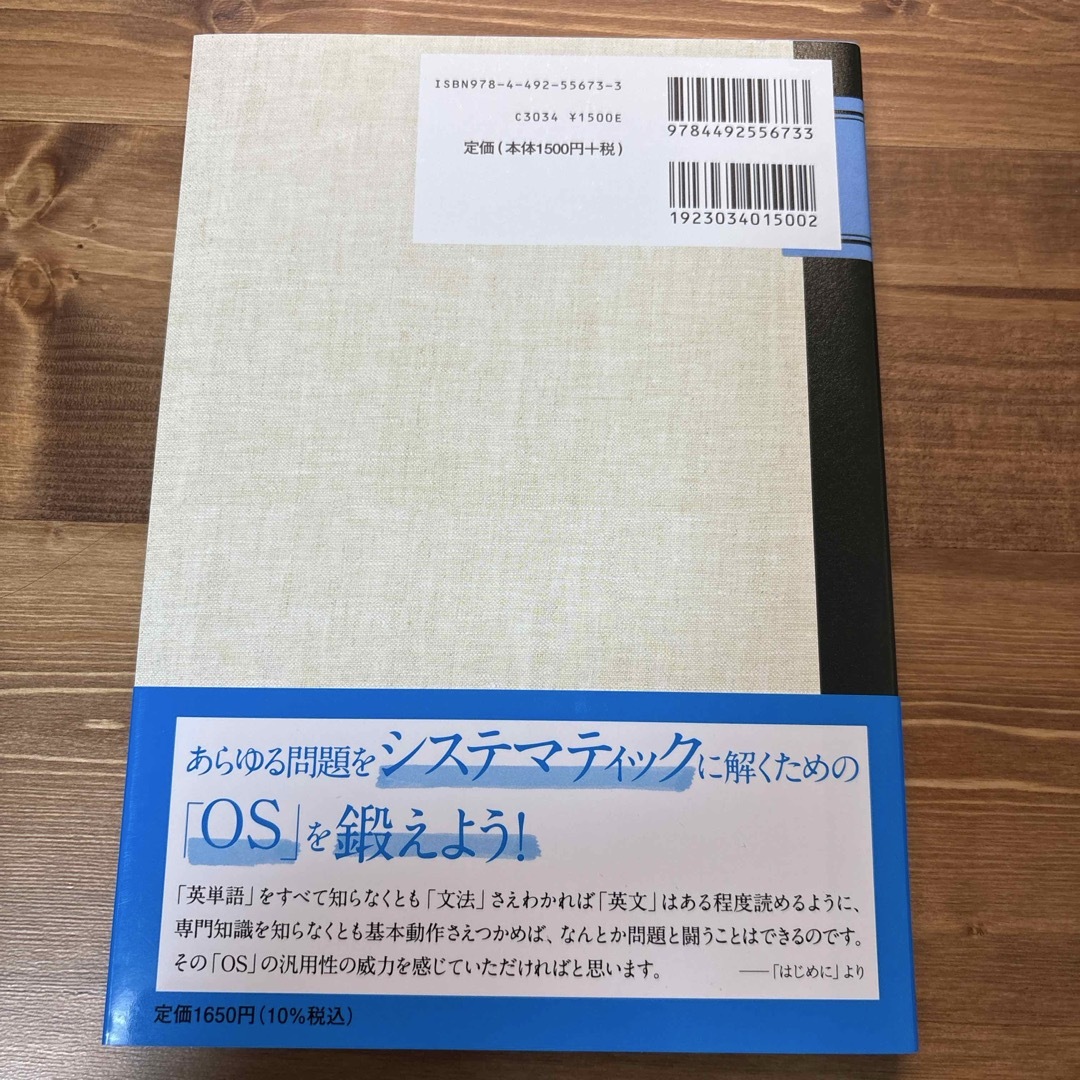 ISBN978-4-492-55673-3
C3034 ¥1500E
定価(本体1500円+税)
9784492556733
1923034015002
あらゆる問題をシステマティックに解くための
「OS」を鍛えよう!
「英単語」をすべて知らなくとも「文法」さえわかれば「英文」はある程度読めるように、
専門知識を知らなくとも基本動作さえつかめば、なんとか問題と闘うことはできるのです。
その「OS」の汎用性の威力を感じていただければと思います。 ――「はじめに」より
定価1650円(10%税込)